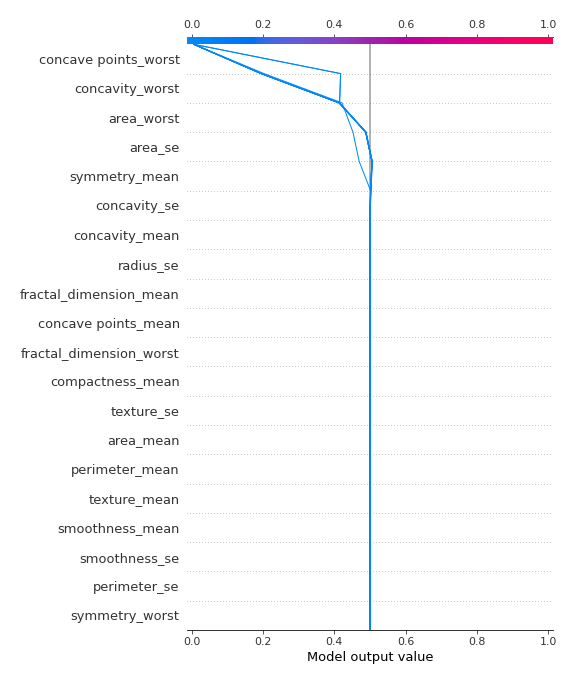 0.0 0.2 0.4 0.6 0.8 1.0
concave points_worst
concavity_worst
area_worst
area_se
symmetry_mean
concavity_se
concavity_mean
radius_se
fractal_dimension_mean
concave points_mean
fractal_dimension_worst
compactness_mean
texture_se
area_mean
perimeter_mean
texture_mean
smoothness_mean
smoothness_se
perimeter_se
symmetry_worst
0.0 0.2 0.4 0.6 0.8 1.0
Model output value